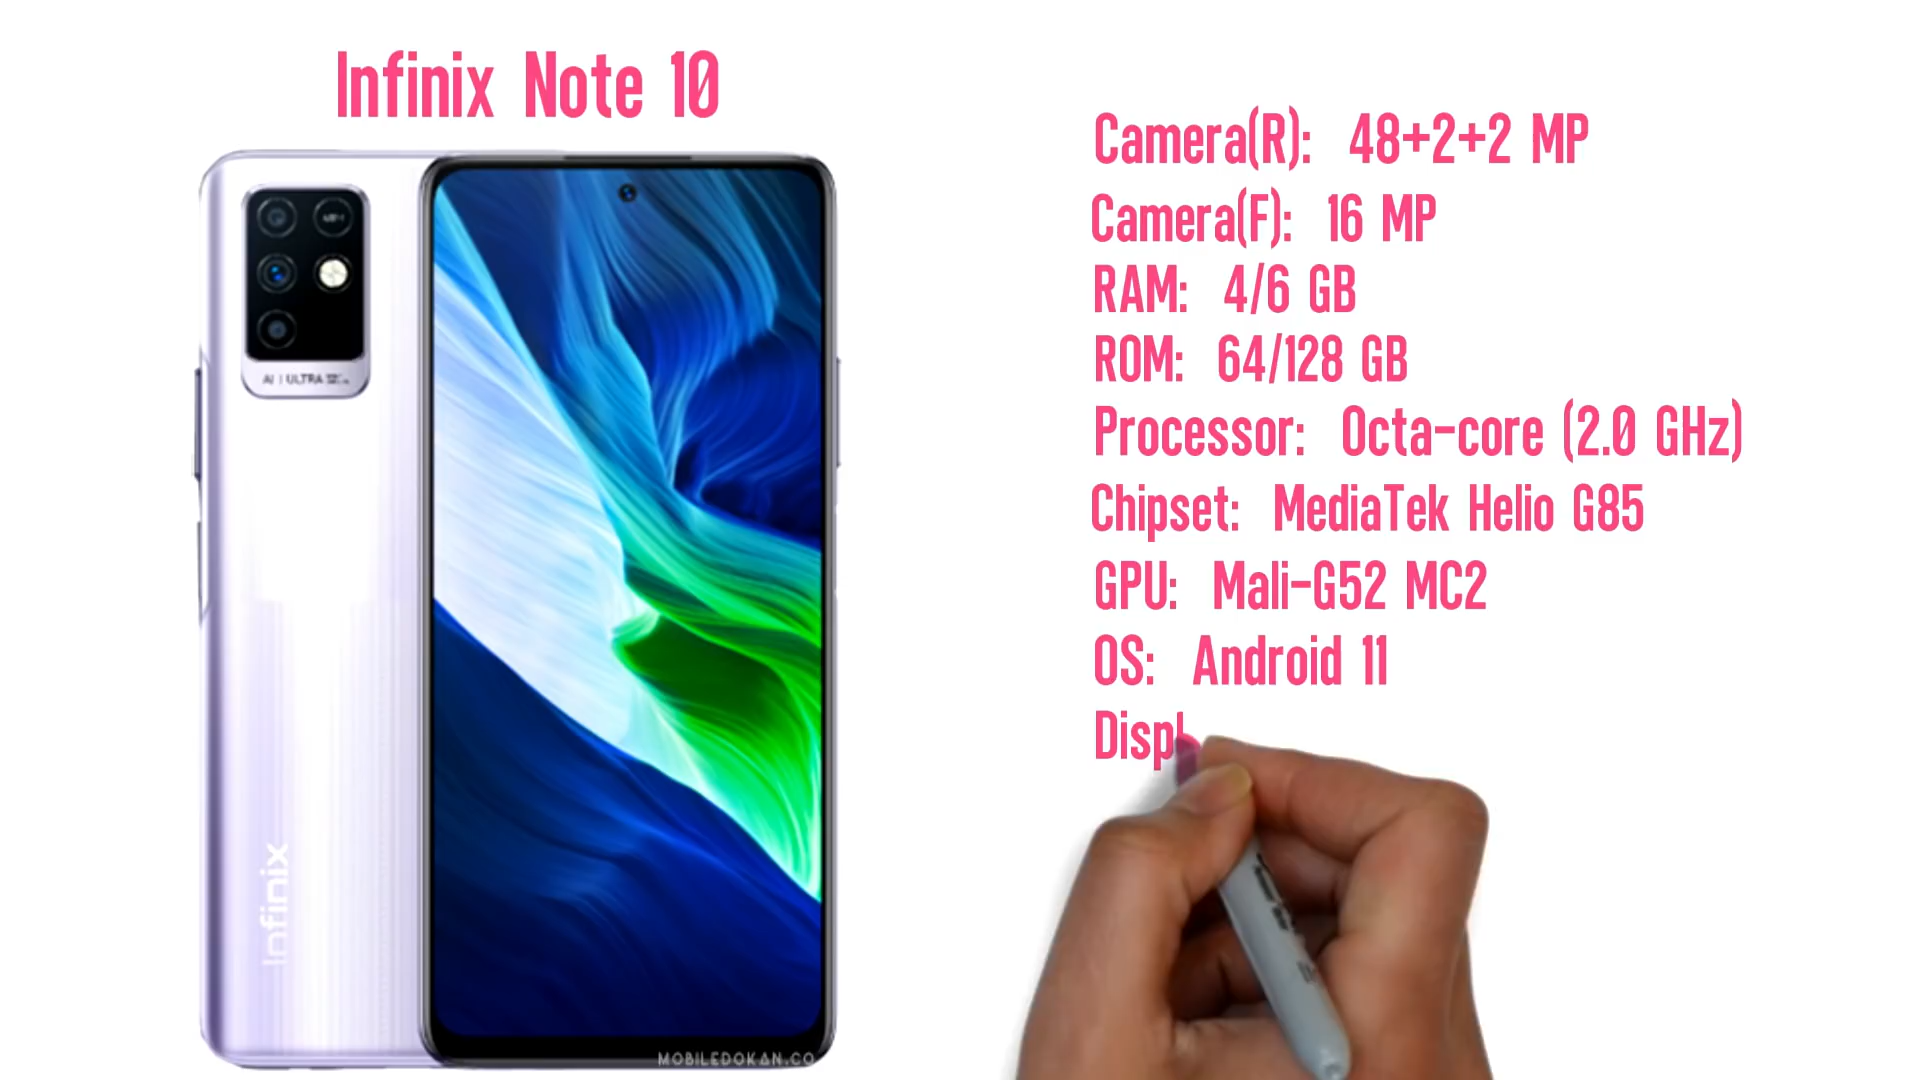 Infinix Note 10
Camera(R): 48+2+2 MP
Camera(F): 16 MP
RAM: 4/6 GB
ROM: 64/128 GB
Processor: Octa-core (2.0 GHz)
Chipset: MediaTek Helio G85
GPU: Mali-G52 MC2
OS: Android 11
Displ
AI | ULTRA
Infinix
MOBILEDOKAN.CO